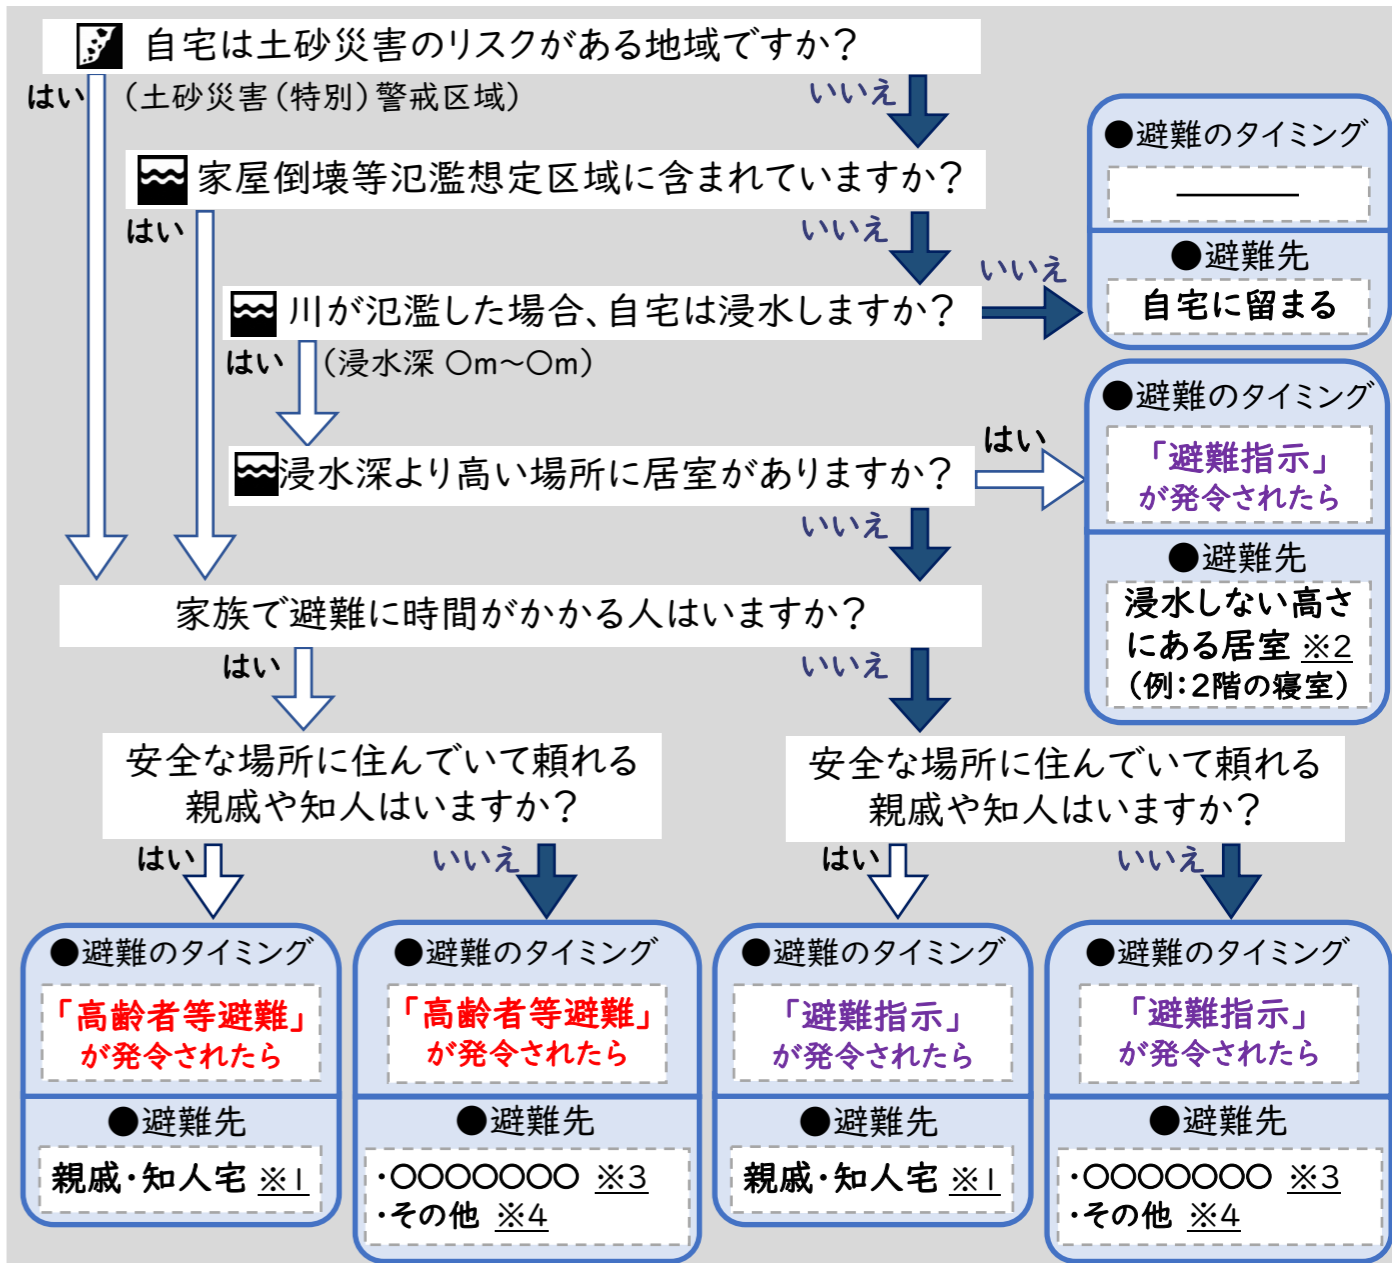 自宅は土砂災害のリスクがある地域ですか？
はい
(土砂災害(特別)警戒区域)
いいえ
家屋倒壊等氾濫想定区域に含まれていますか？
はい
いいえ
川が氾濫した場合、自宅は浸水しますか？
いいえ
はい
(浸水深 〇m～〇m)
●避難のタイミング
————
●避難先
自宅に留まる
浸水深より高い場所に居室がありますか？
はい
いいえ
●避難のタイミング
「避難指示」
が発令されたら
●避難先
浸水しない高さ
にある居室 ※2
(例：2階の寝室)
家族で避難に時間がかかる人はいますか？
はい
いいえ
安全な場所に住んでいて頼れる
親戚や知人はいますか？
はい
いいえ
安全な場所に住んでいて頼れる
親戚や知人はいますか？
はい
いいえ
●避難のタイミング
「高齢者等避難」
が発令されたら
●避難先
親戚・知人宅 ※1
●避難のタイミング
「高齢者等避難」
が発令されたら
●避難先
・〇〇〇〇〇〇〇 ※3
・その他 ※4
●避難のタイミング
「避難指示」
が発令されたら
●避難先
親戚・知人宅 ※1
●避難のタイミング
「避難指示」
が発令されたら
●避難先
・〇〇〇〇〇〇〇 ※3
・その他 ※4